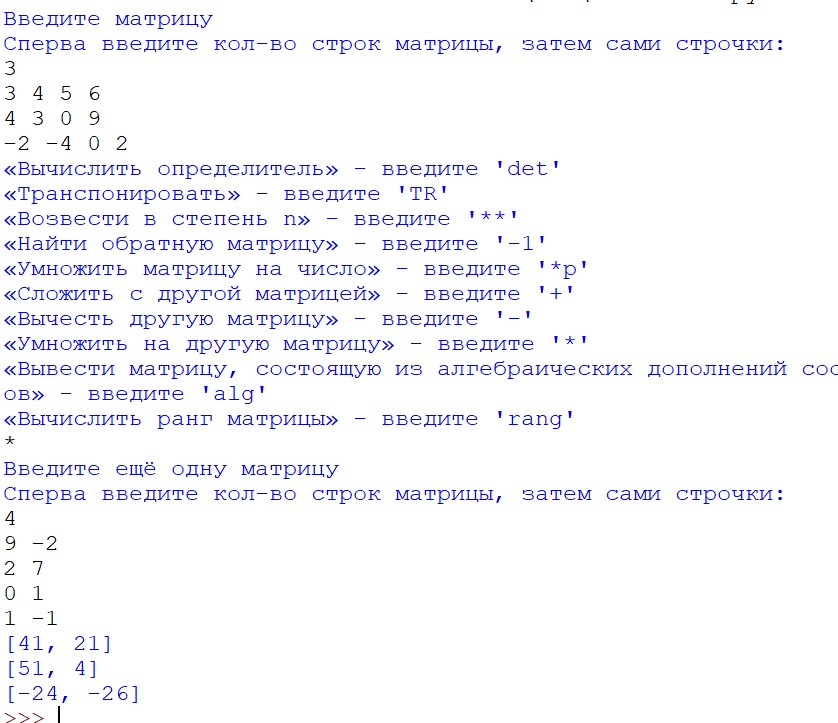 Введите матрицу
Сперва введите кол-во строк матрицы, затем сами строчки:
3
3 4 5 6
4 3 0 9
-2 -4 0 2
«Вычислить определитель» - введите 'det'
«Транспонировать» - введите 'TR'
«Возвести в степень n» - введите '**'
«Найти обратную матрицу» - введите '-1'
«Умножить матрицу на число» - введите '*p'
«Сложить с другой матрицей» - введите '+'
«Вычесть другую матрицу» - введите '-'
«Умножить на другую матрицу» - введите '*'
«Вывести матрицу, состоящую из алгебраических дополнений
ов» - введите 'alg'
«Вычислить ранг матрицы» - введите 'rang'
*
Введите ещё одну матрицу
Сперва введите кол-во строк матрицы, затем сами строчки:
4
9 -2
2 7
0 1
1 -1
[41, 21]
[51, 4]
[-24, -26]
>>>